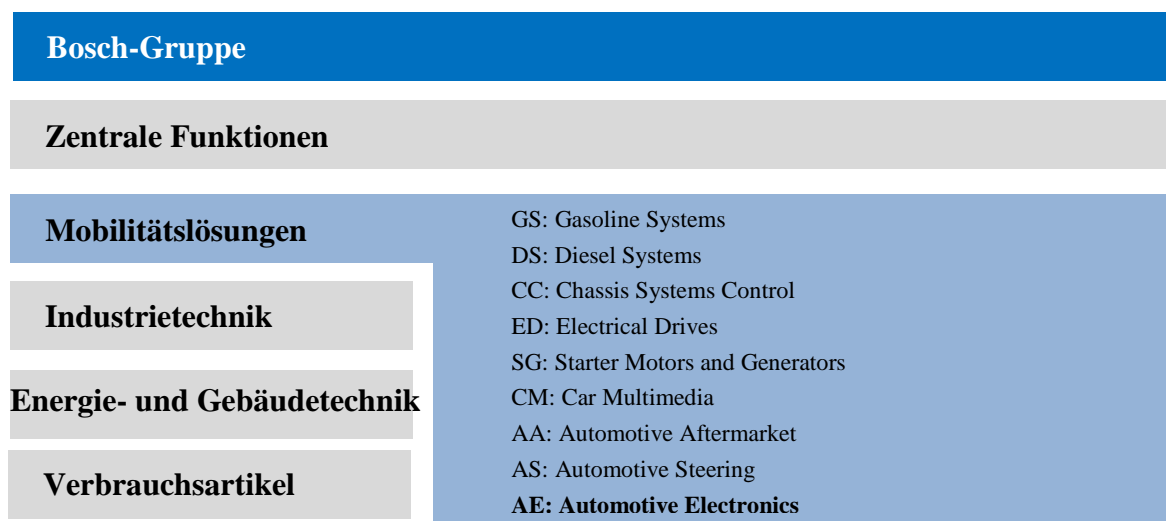 Bosch-Gruppe
Zentrale Funktionen
Mobilitätslösungen
Industrietechnik
Energie- und Gebäudetechnik
Verbrauchsartikel
GS: Gasoline Systems
DS: Diesel Systems
CC: Chassis Systems Control
ED: Electrical Drives
SG: Starter Motors and Generators
CM: Car Multimedia
AA: Automotive Aftermarket
AS: Automotive Steering
AE: Automotive Electronics